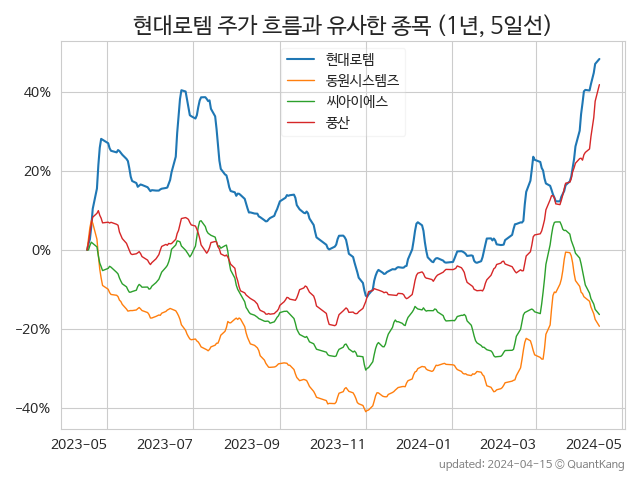 현대로템 주가 흐름과 유사한 종목 (1년, 5일선)
현대로템
동원시스템즈
씨아이에스
풍산
40%
20%
0%
−20%
−40%
2023-05 2023-07 2023-09 2023-11 2024-01 2024-03 2024-05
updated: 2024-04-15 © QuantKang